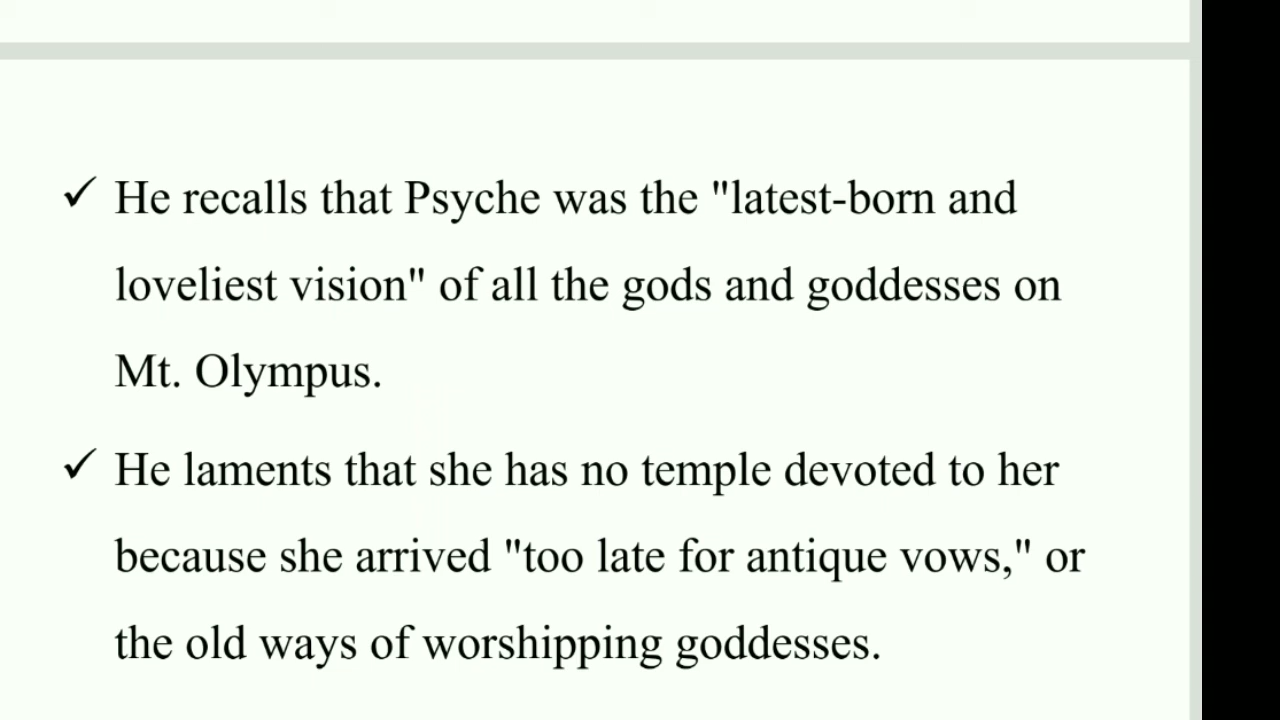 ✓ He recalls that Psyche was the "latest-born and
loveliest vision" of all the gods and goddesses on
Mt. Olympus.
✓ He laments that she has no temple devoted to her
because she arrived "too late for antique vows," or
the old ways of worshipping goddesses.